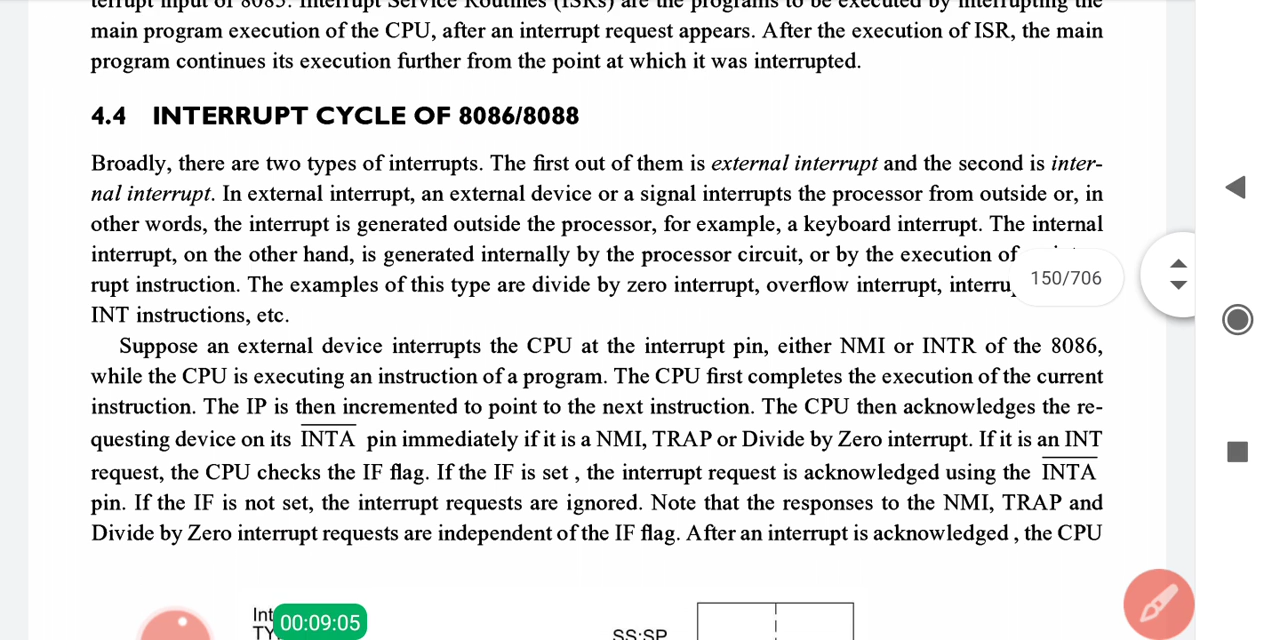 main program execution of the CPU, after an interrupt request appears. After the execution of ISR, the main
program continues its execution further from the point at which it was interrupted.
4.4 INTERRUPT CYCLE OF 8086/8088
Broadly, there are two types of interrupts. The first out of them is external interrupt and the second is inter-
nal interrupt. In external interrupt, an external device or a signal interrupts the processor from outside or, in
other words, the interrupt is generated outside the processor, for example, a keyboard interrupt. The internal
interrupt, on the other hand, is generated internally by the processor circuit, or by the execution of
rupt instruction. The examples of this type are divide by zero interrupt, overflow interrupt,
150/706
INT instructions, etc.
Suppose an external device interrupts the CPU at the interrupt pin, either NMI or INTR of the 8086,
while the CPU is executing an instruction of a program. The CPU first completes the execution of the current
instruction. The IP is then incremented to point to the next instruction. The CPU then acknowledges the re-
questing device on its INTA pin immediately if it is a NMI, TRAP or Divide by Zero interrupt. If it is an INT
request, the CPU checks the IF flag. If the IF is set , the interrupt request is acknowledged using the INTA
pin. If the IF is not set, the interrupt requests are ignored. Note that the responses to the NMI, TRAP and
Divide by Zero interrupt requests are independent of the IF flag. After an interrupt is acknowledged , the CPU
00:09:05
SS:SP